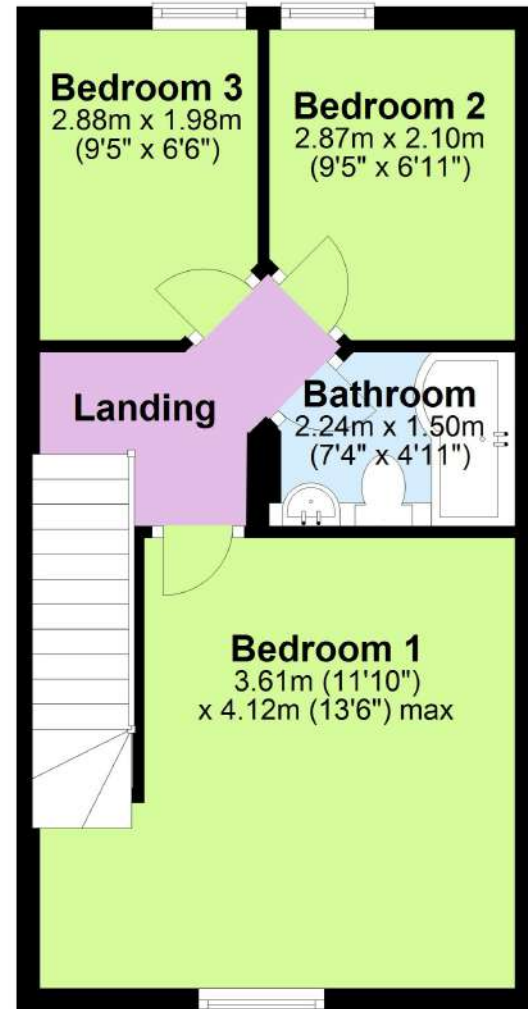 Bedroom 3
2.88m x 1.98m
(9'5" x 6'6")
Bedroom 2
2.87m x 2.10m
(9'5" x 6'11")
Landing
Bathroom
2.24m x 1.50m
(7'4" x 4'11")
Bedroom 1
3.61m (11'10")
x 4.12m (13'6") max